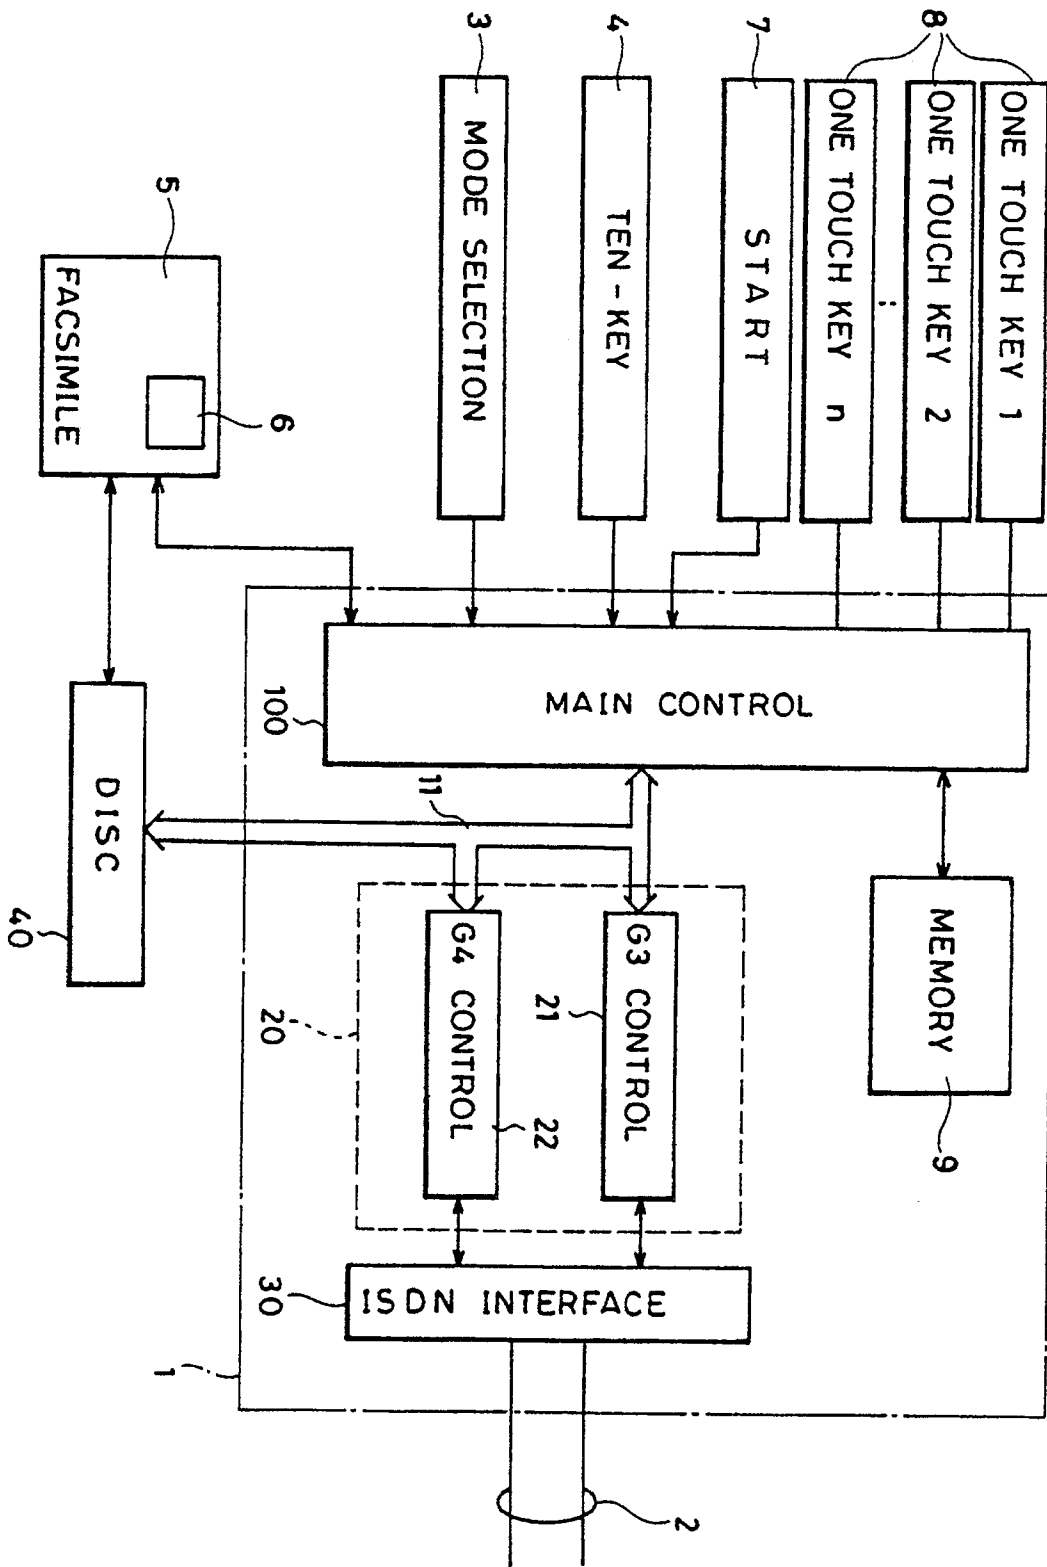 3
4
7
8
MODE SELECTION
TEN-KEY
START
ONE TOUCH KEY n
ONE TOUCH KEY 2
ONE TOUCH KEY 1
5
FACSIMILE
6
100
MAIN CONTROL
11
DISC
40
MEMORY
9
20
G4 CONTROL
22
21
G3 CONTROL
30
ISDN INTERFACE
1
2